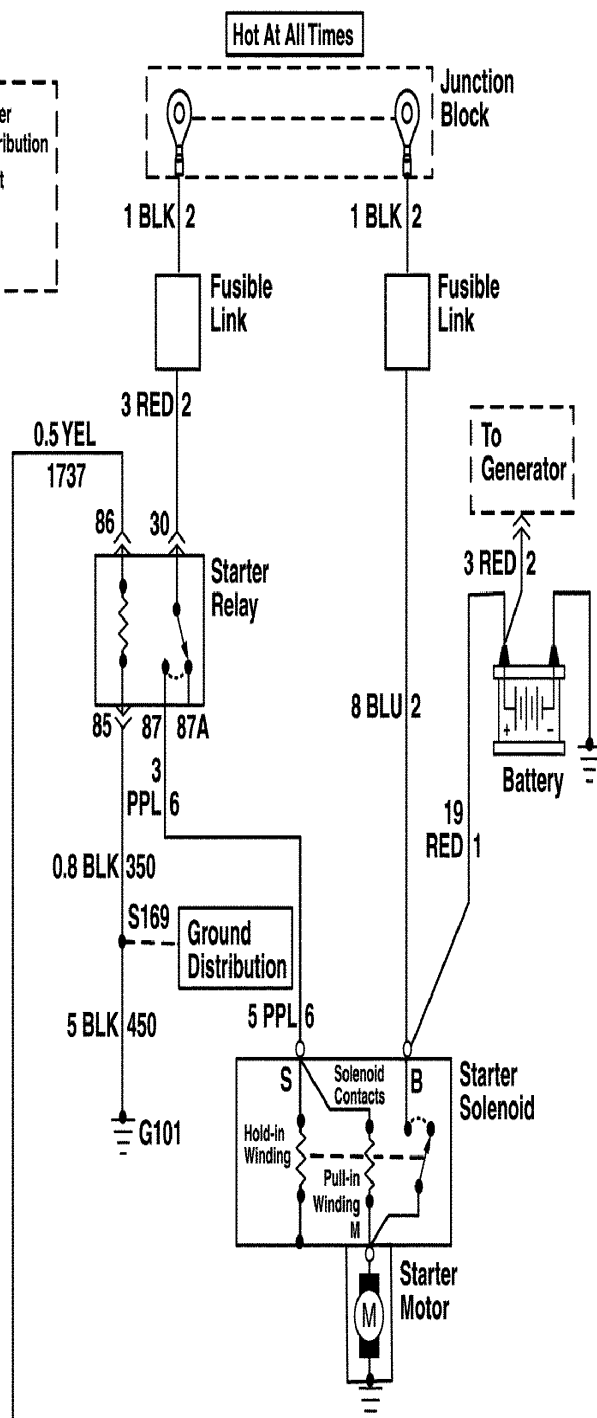 Hot At All Times
Junction
Block
er
ribution
t
1 BLK 2
1 BLK 2
Fusible
Link
Fusible
Link
3 RED 2
0.5 YEL
1737
To
Generator
86
30
3 RED 2
Starter
Relay
8 BLU 2
85
87
87A
+
-
Battery
3
PPL 6
19
RED 1
0.8 BLK 350
S169
Ground
Distribution
5 BLK 450
5 PPL 6
S
Solenoid
Contacts
B
Starter
Solenoid
G101
Hold-in
Winding
Pull-in
Winding
M
Starter
Motor
M